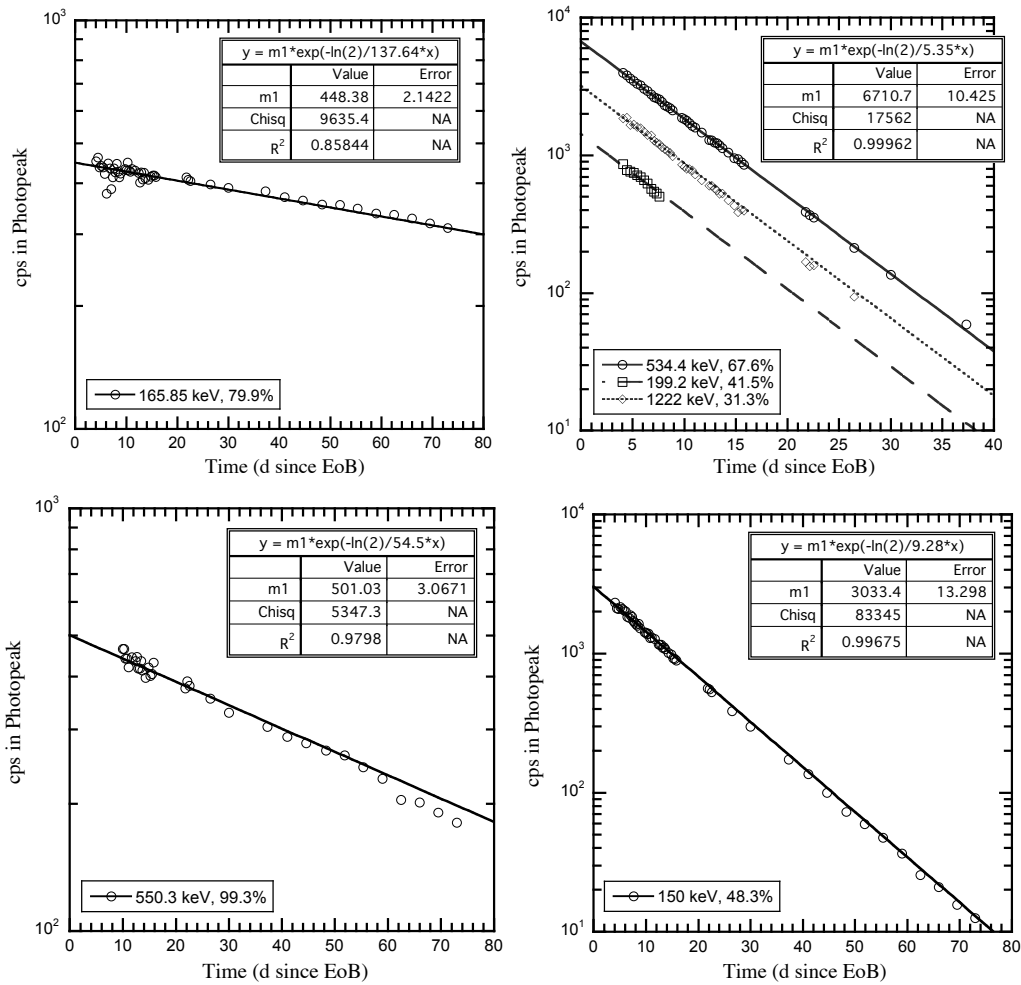 10³
y = m1*exp(-ln(2)/137.64*x)
Value Error
m1 448.38 2.1422
Chisq 9635.4 NA
R² 0.85844 NA
cps in Photopeak
165.85 keV, 79.9%
10²
0 10 20 30 40 50 60 70 80
Time (d since EoB)
10⁴
y = m1*exp(-ln(2)/5.35*x)
Value Error
m1 6710.7 10.425
Chisq 17562 NA
R² 0.99962 NA
10³
cps in Photopeak
10²
534.4 keV, 67.6%
199.2 keV, 41.5%
1222 keV, 31.3%
10¹
0 5 10 15 20 25 30 35 40
Time (d since EoB)
10³
y = m1*exp(-ln(2)/54.5*x)
Value Error
m1 501.03 3.0671
Chisq 5347.3 NA
R² 0.9798 NA
cps in Photopeak
550.3 keV, 99.3%
10²
0 10 20 30 40 50 60 70 80
Time (d since EoB)
10⁴
y = m1*exp(-ln(2)/9.28*x)
Value Error
m1 3033.4 13.298
Chisq 83345 NA
R² 0.99675 NA
10³
cps in Photopeak
10²
150 keV, 48.3%
10¹
0 10 20 30 40 50 60 70 80
Time (d since EoB)